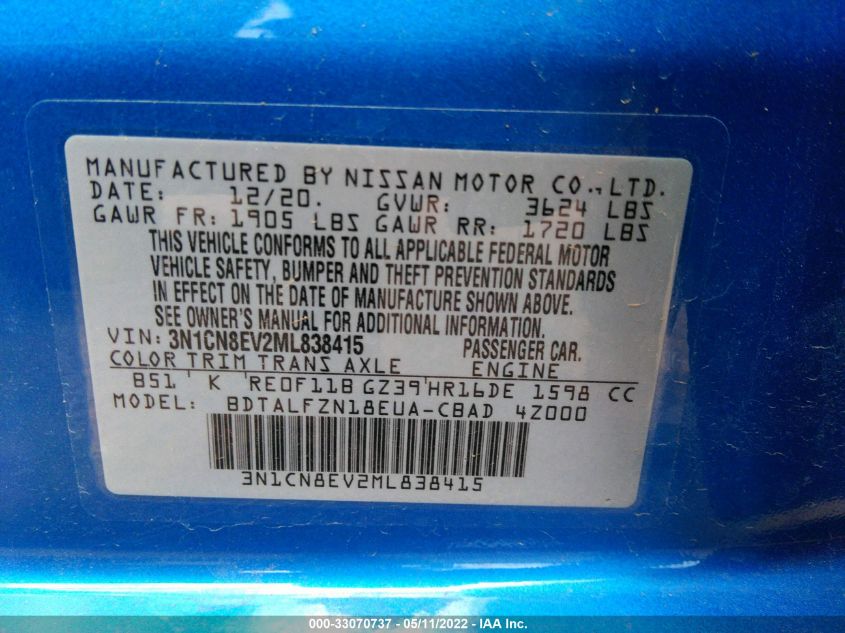 MANUFACTURED BY NISSAN MOTOR CO., LTD.
DATE: 12/20. GVWR: 3624 LBS
GAWR FR: 1905 LBS GAWR RR: 1720 LBS
THIS VEHICLE CONFORMS TO ALL APPLICABLE FEDERAL MOTOR
VEHICLE SAFETY, BUMPER AND THEFT PREVENTION STANDARDS
IN EFFECT ON THE DATE OF MANUFACTURE SHOWN ABOVE.
SEE OWNER'S MANUAL FOR ADDITIONAL INFORMATION.
VIN: 3N1CN8EV2ML838415 PASSENGER CAR.
COLOR TRIM TRANS AXLE ENGINE
B51 K RE0F11B GZ39 HR16DE 1598 CC
MODEL: BDTALFZN18EUA-CBAD 4Z000
3N1CN8EV2ML838415
000-33070737 - 05/11/2022 - IAA Inc.